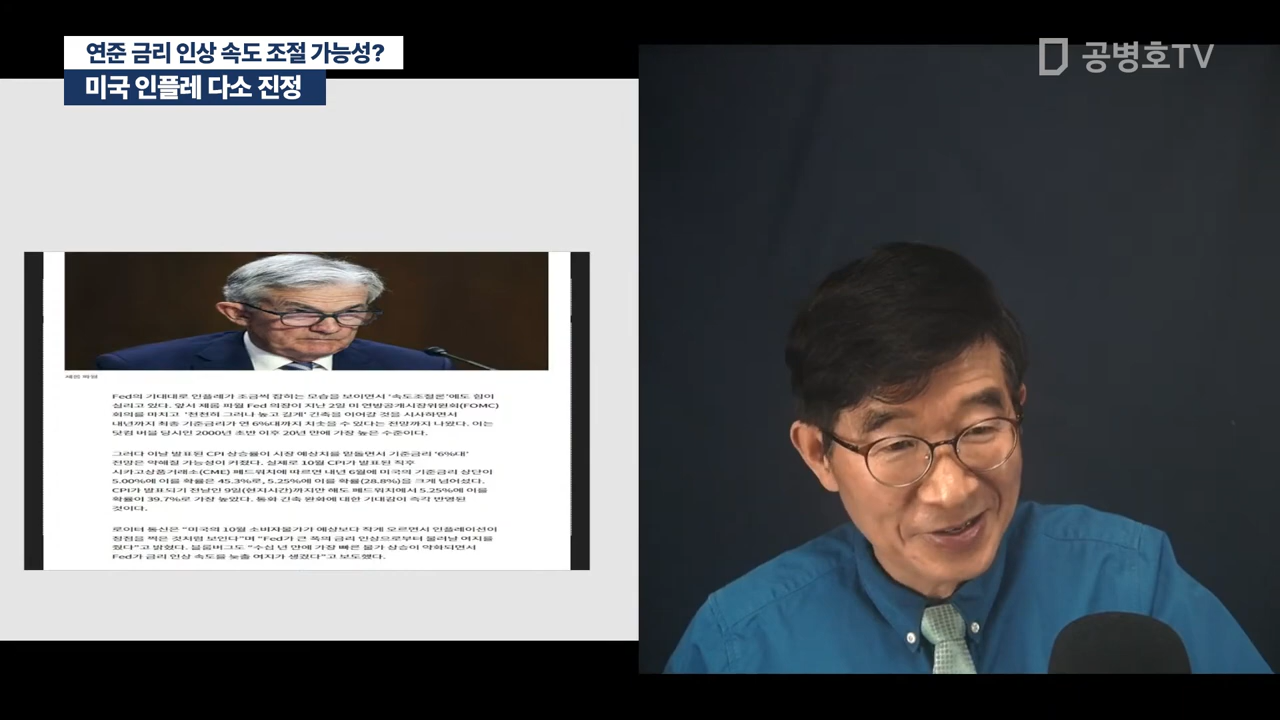 연준 금리 인상 속도 조절 가능성?
미국 인플레 다소 진정
공병호TV
제롬 파월
Fed의 기대대로 인플레가 조금씩 잡히는 모습을 보이면서 '속도조절론'에도 힘이
실리고 있다. 앞서 제롬 파월 Fed 의장이 지난 2일 미 연방공개시장위원회(FOMC)
회의를 마치고 '천천히 그러나 높고 길게' 긴축을 이어갈 것을 시사하면서
내년까지 최종 기준금리가 연 6%대까지 치솟을 수 있다는 전망까지 나왔다. 이는
닷컴 버블 당시인 2000년 초반 이후 20년 만에 가장 높은 수준이다.
그러다 이날 발표된 CPI 상승률이 시장 예상치를 밑돌면서 기준금리 '6%대'
전망은 약해질 가능성이 커졌다. 실제로 10월 CPI가 발표된 직후
시카고상품거래소(CME) 페드워치에 따르면 내년 6월에 미국의 기준금리 상단이
5.00%에 이를 확률은 45.3%로, 5.25%에 이를 확률(28.8%)을 크게 넘어섰다.
CPI가 발표되기 전날인 9일(현지시간)까지만 해도 페드워치에서 5.25%에 이를
확률이 39.7%로 가장 높았다. 통화 긴축 완화에 대한 기대감이 즉각 반영된
것이다.
로이터 통신은 "미국의 10월 소비자물가가 예상보다 적게 오르면서 인플레이션이
정점을 찍은 것처럼 보인다"며 "Fed가 큰 폭의 금리 인상으로부터 물러날 여지를
줬다"고 밝혔다. 블룸버그도 "수십 년 만에 가장 빠른 물가 상승이 약화되면서
Fed가 금리 인상 속도를 늦출 여지가 생겼다"고 보도했다.